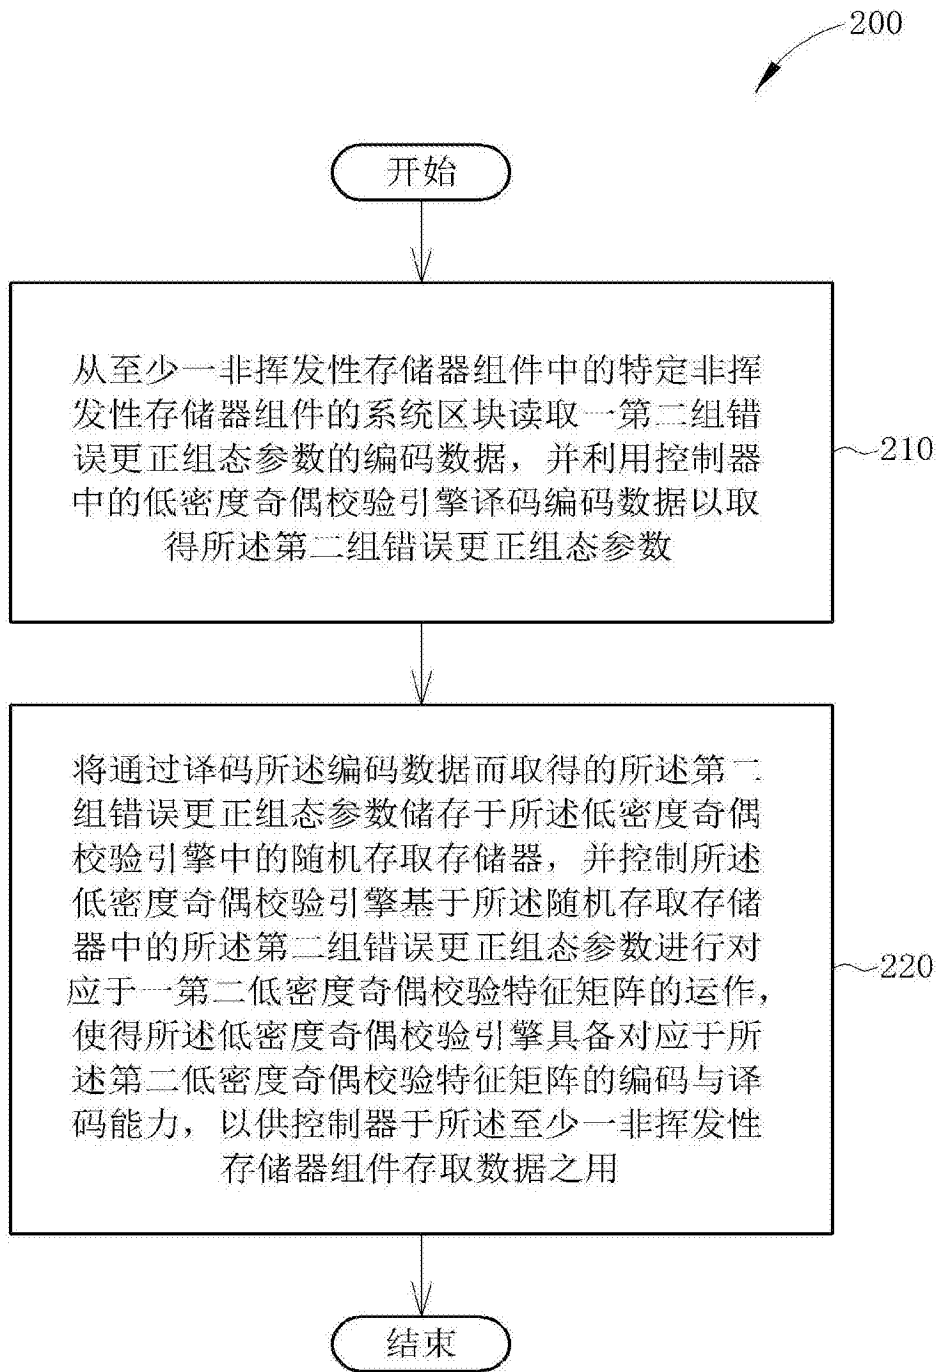 200
开始
从至少一非挥发性存储器组件中的特定非挥
发性存储器组件的系统区块读取一第二组错
误更正组态参数的编码数据，并利用控制器
中的低密度奇偶校验引擎译码编码数据以取
得所述第二组错误更正组态参数
210
将通过译码所述编码数据而取得的所述第二
组错误更正组态参数储存于所述低密度奇偶
校验引擎中的随机存取存储器，并控制所述
低密度奇偶校验引擎基于所述随机存取存储
器中的所述第二组错误更正组态参数进行对
应于一第二低密度奇偶校验特征矩阵的运作，
使得所述低密度奇偶校验引擎具备对应于所
述第二低密度奇偶校验特征矩阵的编码与译
码能力，以供控制器于所述至少一非挥发性
存储器组件存取数据之用
220
结束